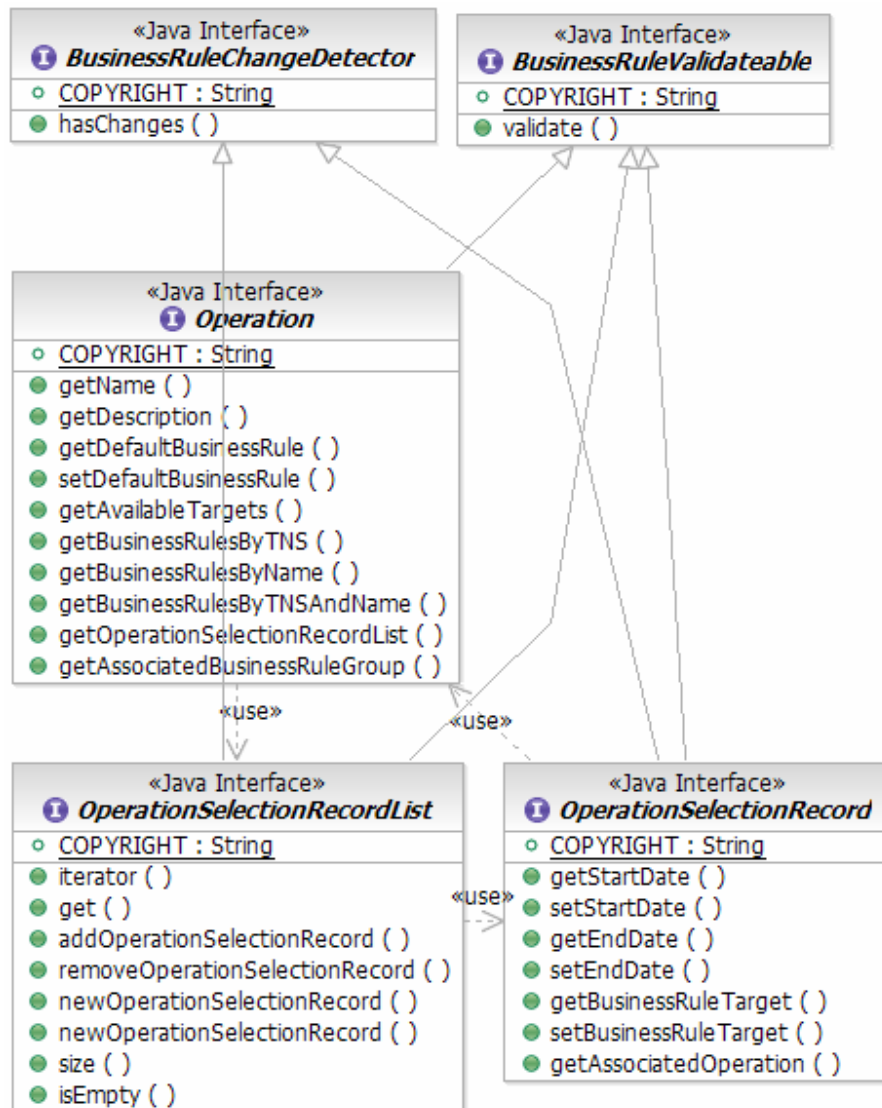 «Java Interface»
BusinessRuleChangeDetector
COPYRIGHT : String
hasChanges ( )
«Java Interface»
BusinessRuleValidateable
COPYRIGHT : String
validate ( )
«Java Interface»
Operation
COPYRIGHT : String
getName ( )
getDescription ( )
getDefaultBusinessRule ( )
setDefaultBusinessRule ( )
getAvailableTargets ( )
getBusinessRulesByTNS ( )
getBusinessRulesByName ( )
getBusinessRulesByTNSAndName ( )
getOperationSelectionRecordList ( )
getAssociatedBusinessRuleGroup ( )
«use»
«use»
«Java Interface»
OperationSelectionRecordList
COPYRIGHT : String
iterator ( )
get ( )
addOperationSelectionRecord ( )
removeOperationSelectionRecord ( )
newOperationSelectionRecord ( )
newOperationSelectionRecord ( )
size ( )
isEmpty ( )
«use»
«Java Interface»
OperationSelectionRecord
COPYRIGHT : String
getStartDate ( )
setStartDate ( )
getEndDate ( )
setEndDate ( )
getBusinessRuleTarget ( )
setBusinessRuleTarget ( )
getAssociatedOperation ( )